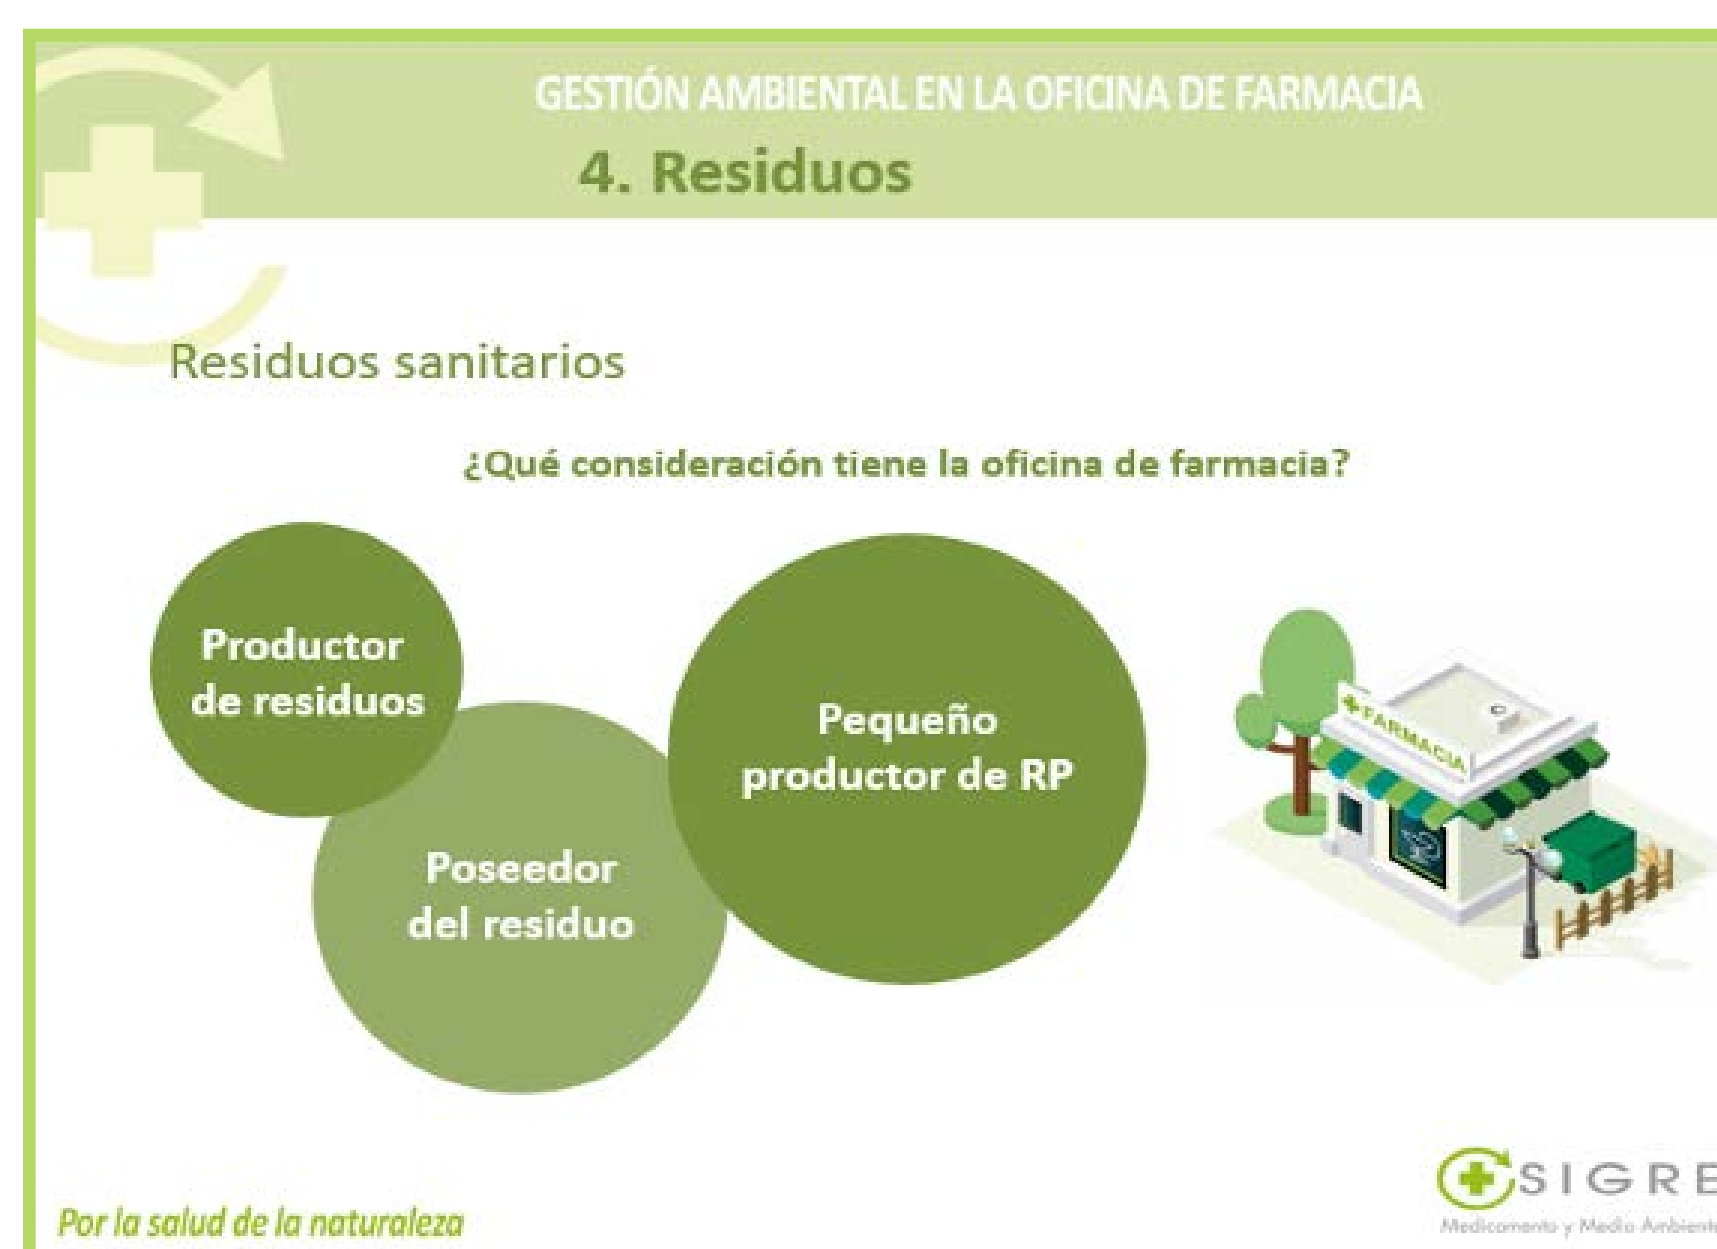 GESTIÓN AMBIENTAL EN LA OFICINA DE FARMACIA
4. Residuos
Residuos sanitarios
¿Qué consideración tiene la oficina de farmacia?
Productor
de residuos
Poseedor
del residuo
Pequeño
productor de RP
FARMACIA
Por la salud de la naturaleza
SIGRE
Medicamento y Medio Ambiente